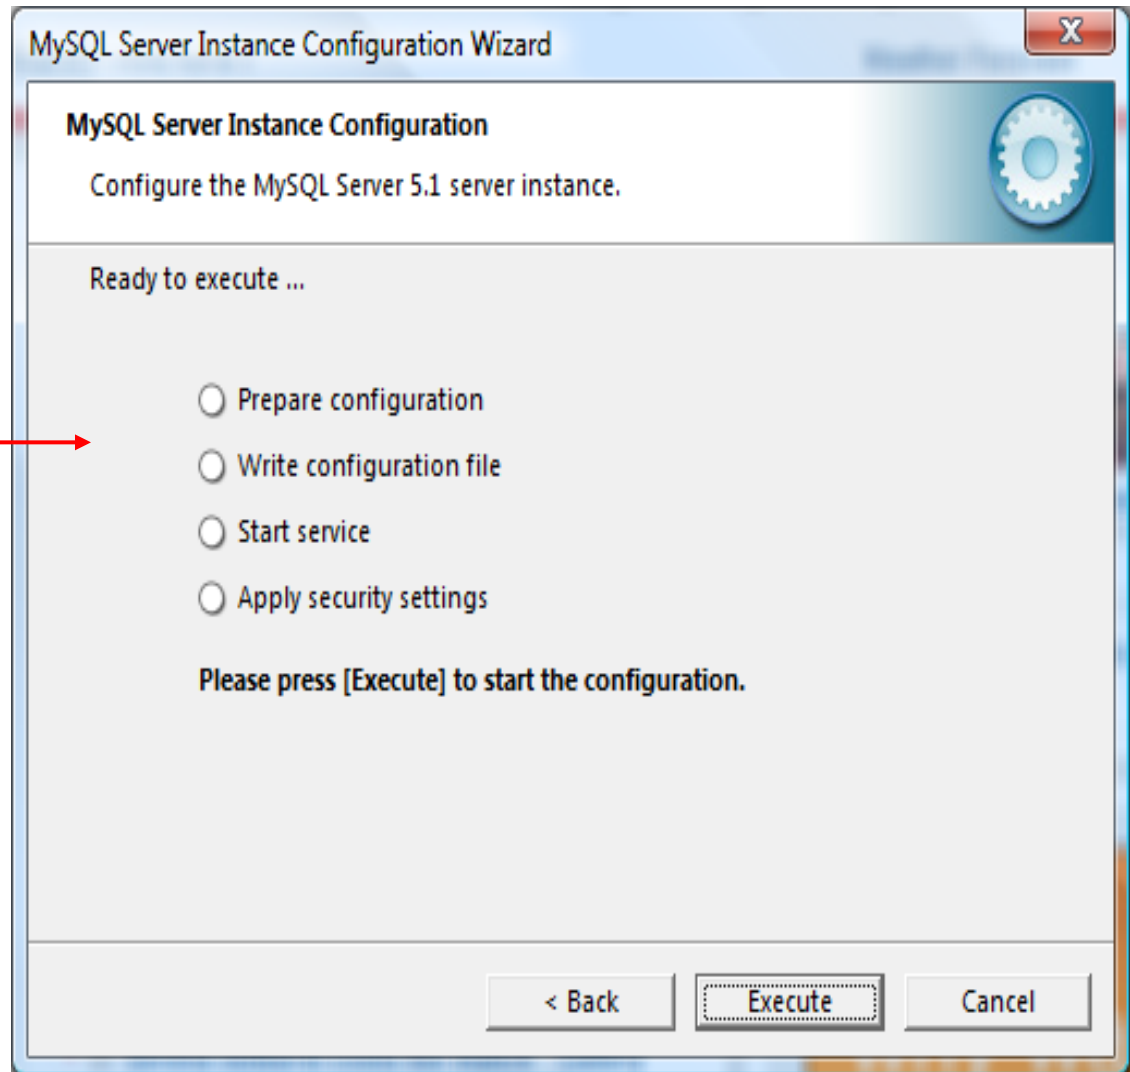 MySQL Server Instance Configuration Wizard
X
MySQL Server Instance Configuration
Configure the MySQL Server 5.1 server instance.
Ready to execute ...
Prepare configuration
Write configuration file
Start service
Apply security settings
Please press [Execute] to start the configuration.
< Back Execute Cancel